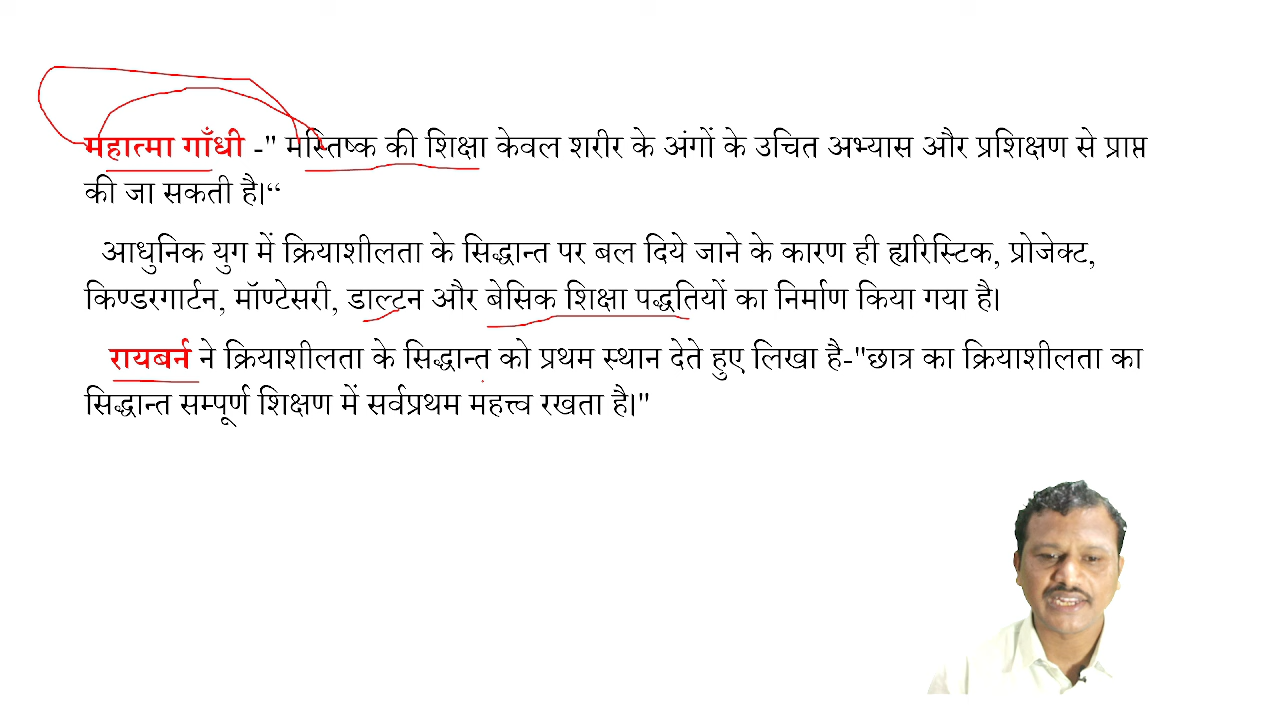 महात्मा गाँधी -" मस्तिष्क की शिक्षा केवल शरीर के अंगों के उचित अभ्यास और प्रशिक्षण से प्राप्त
की जा सकती है।“
आधुनिक युग में क्रियाशीलता के सिद्धान्त पर बल दिये जाने के कारण ही ह्यरिस्टिक, प्रोजेक्ट,
किण्डरगार्टन, मॉण्टेसरी, डाल्टन और बेसिक शिक्षा पद्धतियों का निर्माण किया गया है।
रायबर्न ने क्रियाशीलता के सिद्धान्त को प्रथम स्थान देते हुए लिखा है-"छात्र का क्रियाशीलता का
सिद्धान्त सम्पूर्ण शिक्षण में सर्वप्रथम महत्त्व रखता है।"